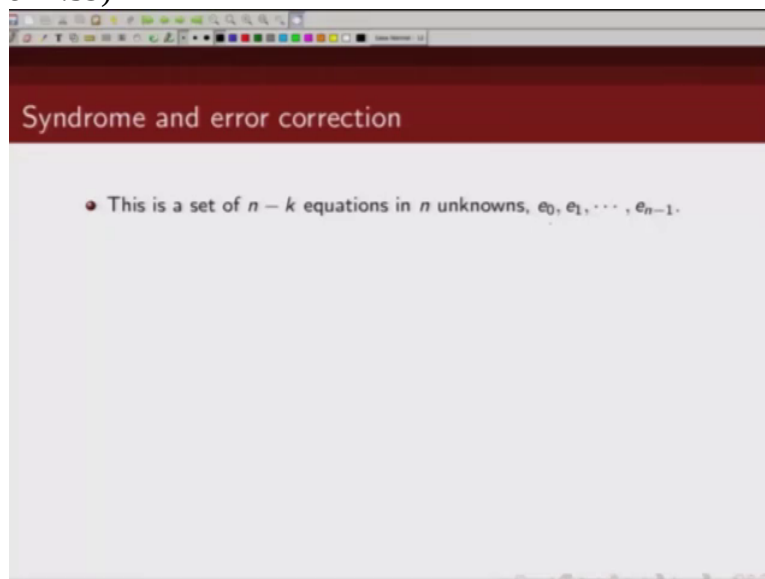 Syndrome and error correction
This is a set of n − k equations in n unknowns, e₀, e₁, ⋯ , eₙ₋₁.